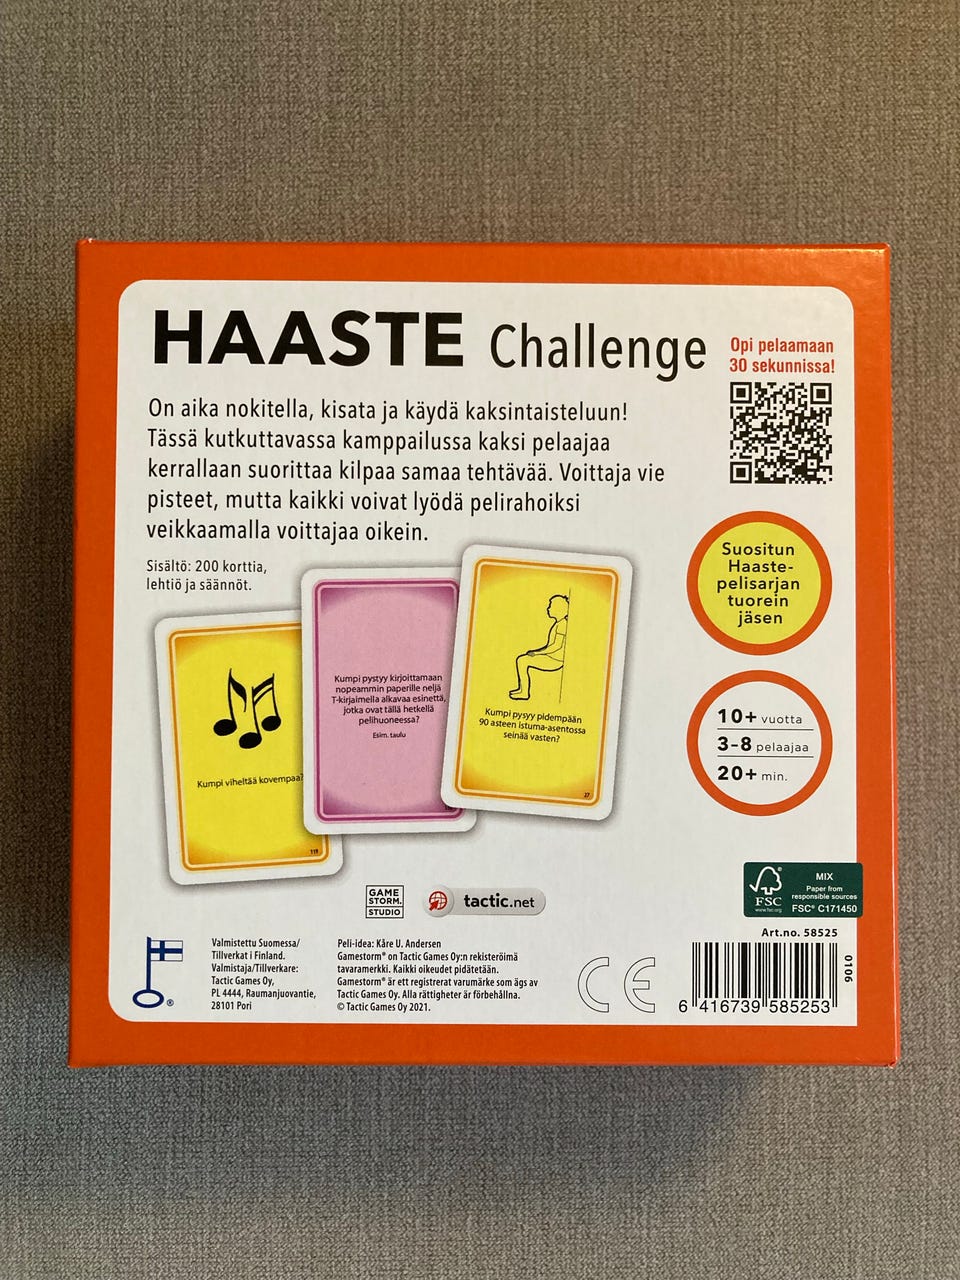 HAASTE Challenge
On aika nokitella, kisata ja käydä kaksintaisteluun!
Tässä kutkuttavassa kamppailussa kaksi pelaajaa
kerrallaan suorittaa kilpaa samaa tehtävää. Voittaja vie
pisteet, mutta kaikki voivat lyödä pelirahoiksi
veikkaamalla voittajaa oikein.
Sisältö: 200 korttia,
lehtiö ja säännöt.
Opi pelaamaan
30 sekunnissa!
Suositun
Haaste-
pelisarjan
tuorein
jäsen
10+ vuotta
3-8 pelaajaa
20+ min.
Kumpi viheltää kovempaa?
119
Kumpi pystyy kirjoittamaan
nopeammin paperille neljä
T-kirjaimella alkavaa esinettä,
jotka ovat tällä hetkellä
pelihuoneessa?
Esim. taulu
Kumpi pysyy pidempään
90 asteen istuma-asentossa
seinää vasten?
27
GAME
STORM.
STUDIO
tactic.net
FSC
www.fsc.org
MIX
Paper from
responsible sources
FSC® C171450
Art.no. 58525
0106
6 416739 585253
®
Valmistettu Suomessa/
Tillverkat i Finland.
Valmistaja/Tillverkare:
Tactic Games Oy,
PL 4444, Raumanjuovantie,
28101 Pori
Peli-idea: Kåre U. Andersen
Gamestorm® on Tactic Games Oy:n rekisteröimä
tavaramerkki. Kaikki oikeudet pidätetään.
Gamestorm® är ett registrerat varumärke som ägs av
Tactic Games Oy. Alla rättigheter är förbehållna.
© Tactic Games Oy 2021.
CE